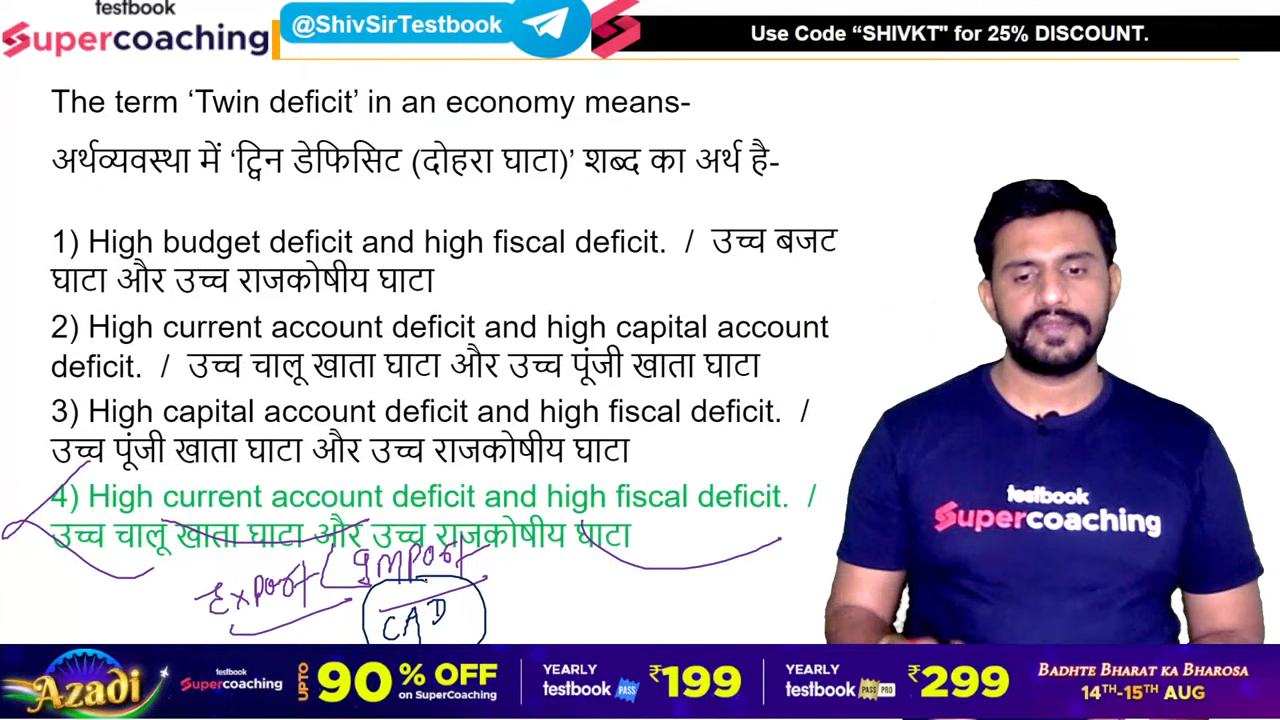 testbook
Supercoaching
@ShivSirTestbook
Use Code “SHIVKT" for 25% DISCOUNT.
The term ‘Twin deficit’ in an economy means-
अर्थव्यवस्था में ‘ट्विन डेफिसिट (दोहरा घाटा)’ शब्द का अर्थ है-
1) High budget deficit and high fiscal deficit. / उच्च बजट
घाटा और उच्च राजकोषीय घाटा
2) High current account deficit and high capital account
deficit. / उच्च चालू खाता घाटा और उच्च पूंजी खाता घाटा
3) High capital account deficit and high fiscal deficit. /
उच्च पूंजी खाता घाटा और उच्च राजकोषीय घाटा
4) High current account deficit and high fiscal deficit. /
उच्च चालू खाता घाटा और उच्च राजकोषीय घाटा
Export < Import
CAD
testbook
Supercoaching
Azadi
testbook
Supercoaching
UPTO 90% OFF
on SuperCoaching
YEARLY
testbook PASS
₹199
YEARLY
testbook PASS PRO
₹299
BADHTE BHARAT KA BHAROSA
14TH-15TH AUG